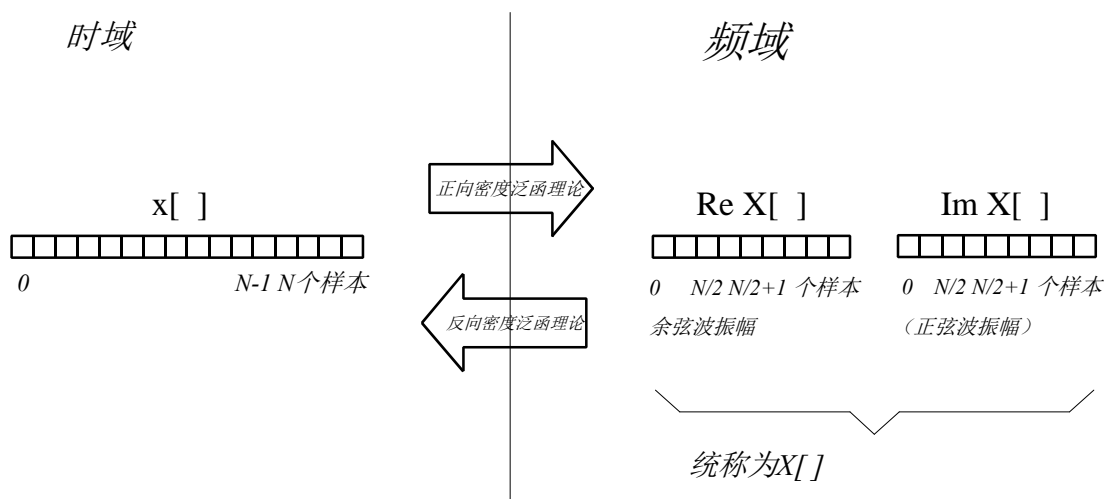 时域
频域
正向密度泛函理论
x[ ]
Re X[ ]
Im X[ ]
0
N-1 N个样本
0 N/2 N/2+1 个样本
0 N/2 N/2+1 个样本
反向密度泛函理论
余弦波振幅
（正弦波振幅）
统称为X[ ]